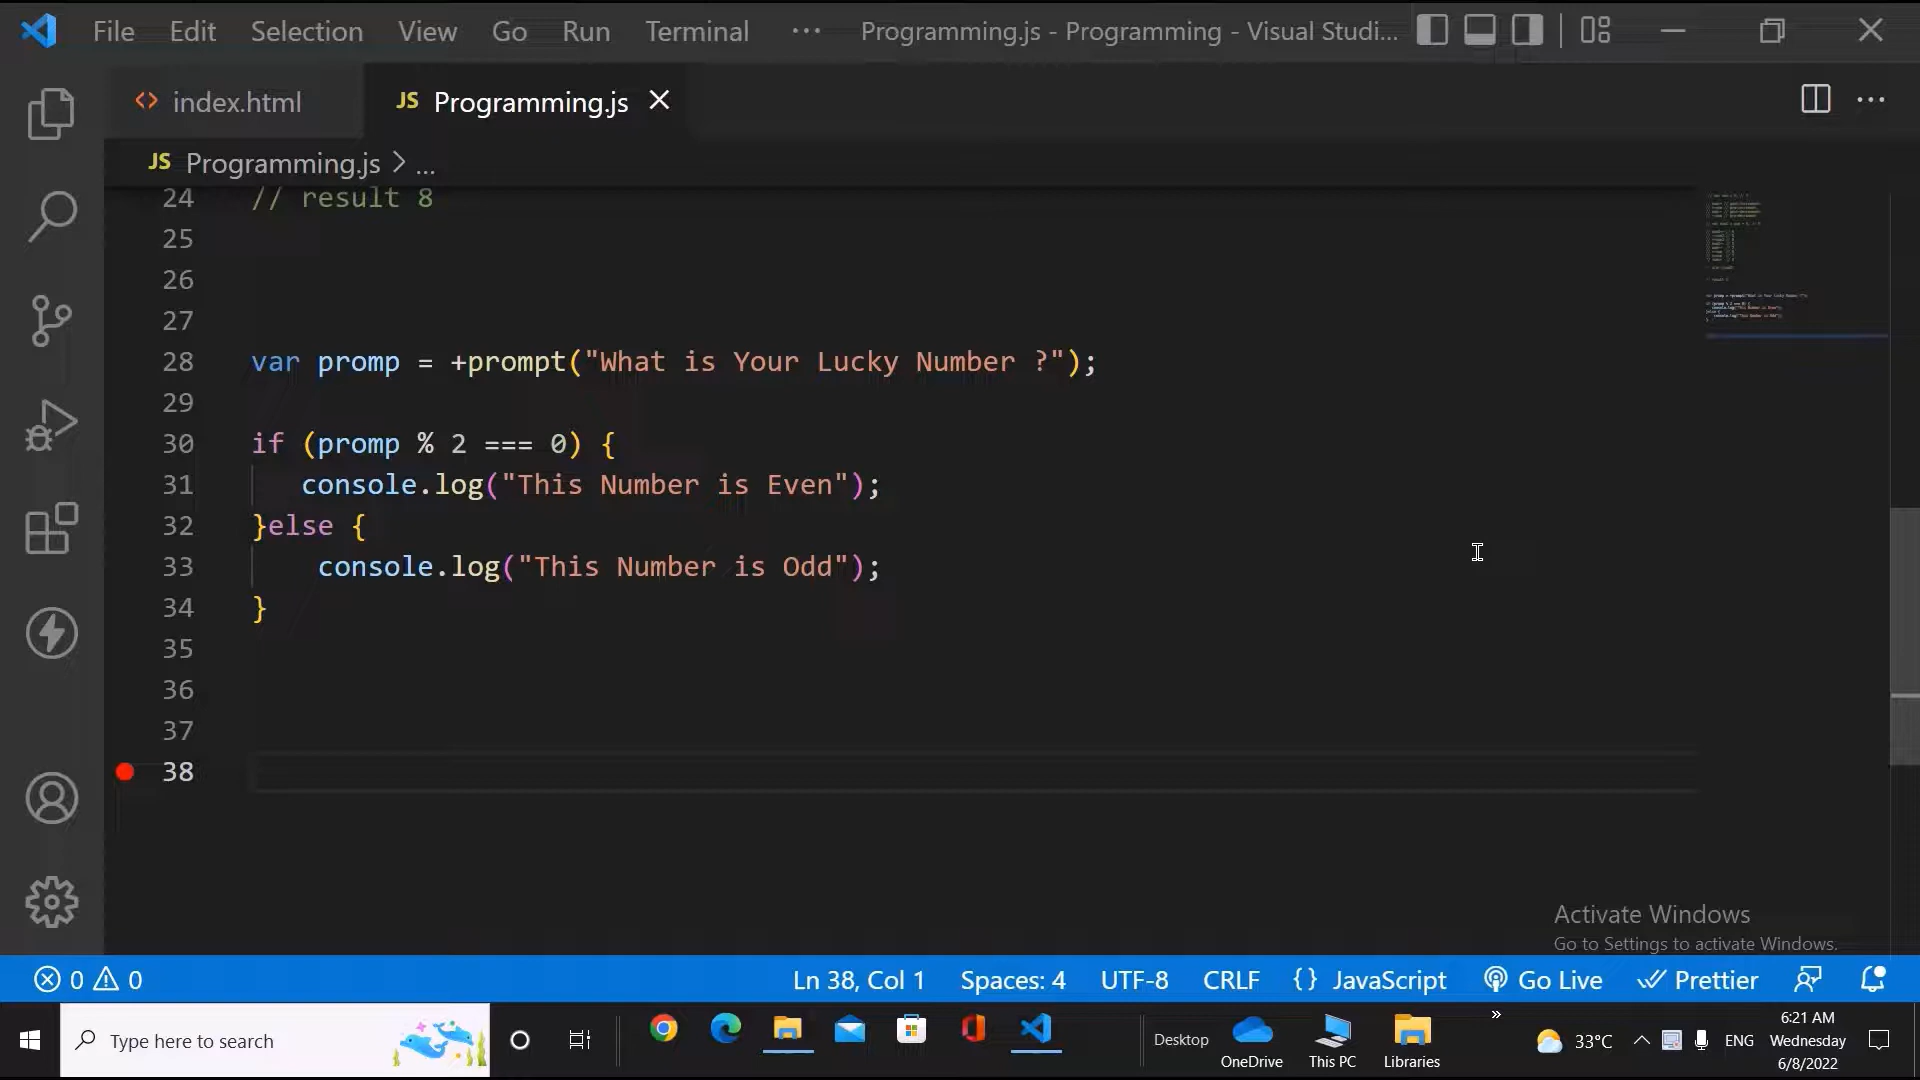 File Edit Selection View Go Run Terminal ··· Programming.js - Programming - Visual Studi...
index.html JS Programming.js
JS Programming.js > ...
24 // result 8
25
26
27
28 var promp = +prompt("What is Your Lucky Number ?");
29
30 if (promp % 2 === 0) {
31 console.log("This Number is Even");
32 }else {
33 console.log("This Number is Odd");
34 }
35
36
37
38
Activate Windows
Go to Settings to activate Windows.
0 0 Ln 38, Col 1 Spaces: 4 UTF-8 CRLF {} JavaScript Go Live Prettier
Type here to search Desktop OneDrive This PC Libraries » 33°C ENG 6:21 AM
Wednesday
6/8/2022